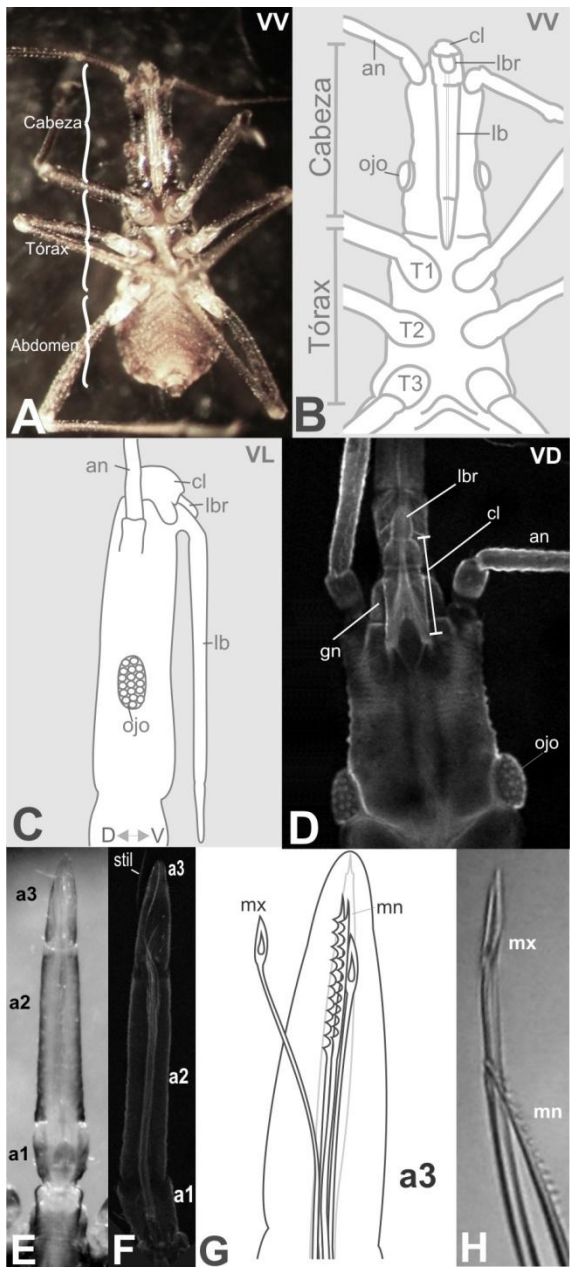 VV
Cabeza
Tórax
Abdomen
A
VV
cl
an
lbr
Cabeza
lb
ojo
T1
Tórax
T2
T3
B
VL
an
cl
lbr
lb
ojo
C
D
V
VD
lbr
cl
an
gn
ojo
D
a3
a2
a1
E
stil
a3
a2
a1
F
mx
mn
a3
G
mx
mn
H